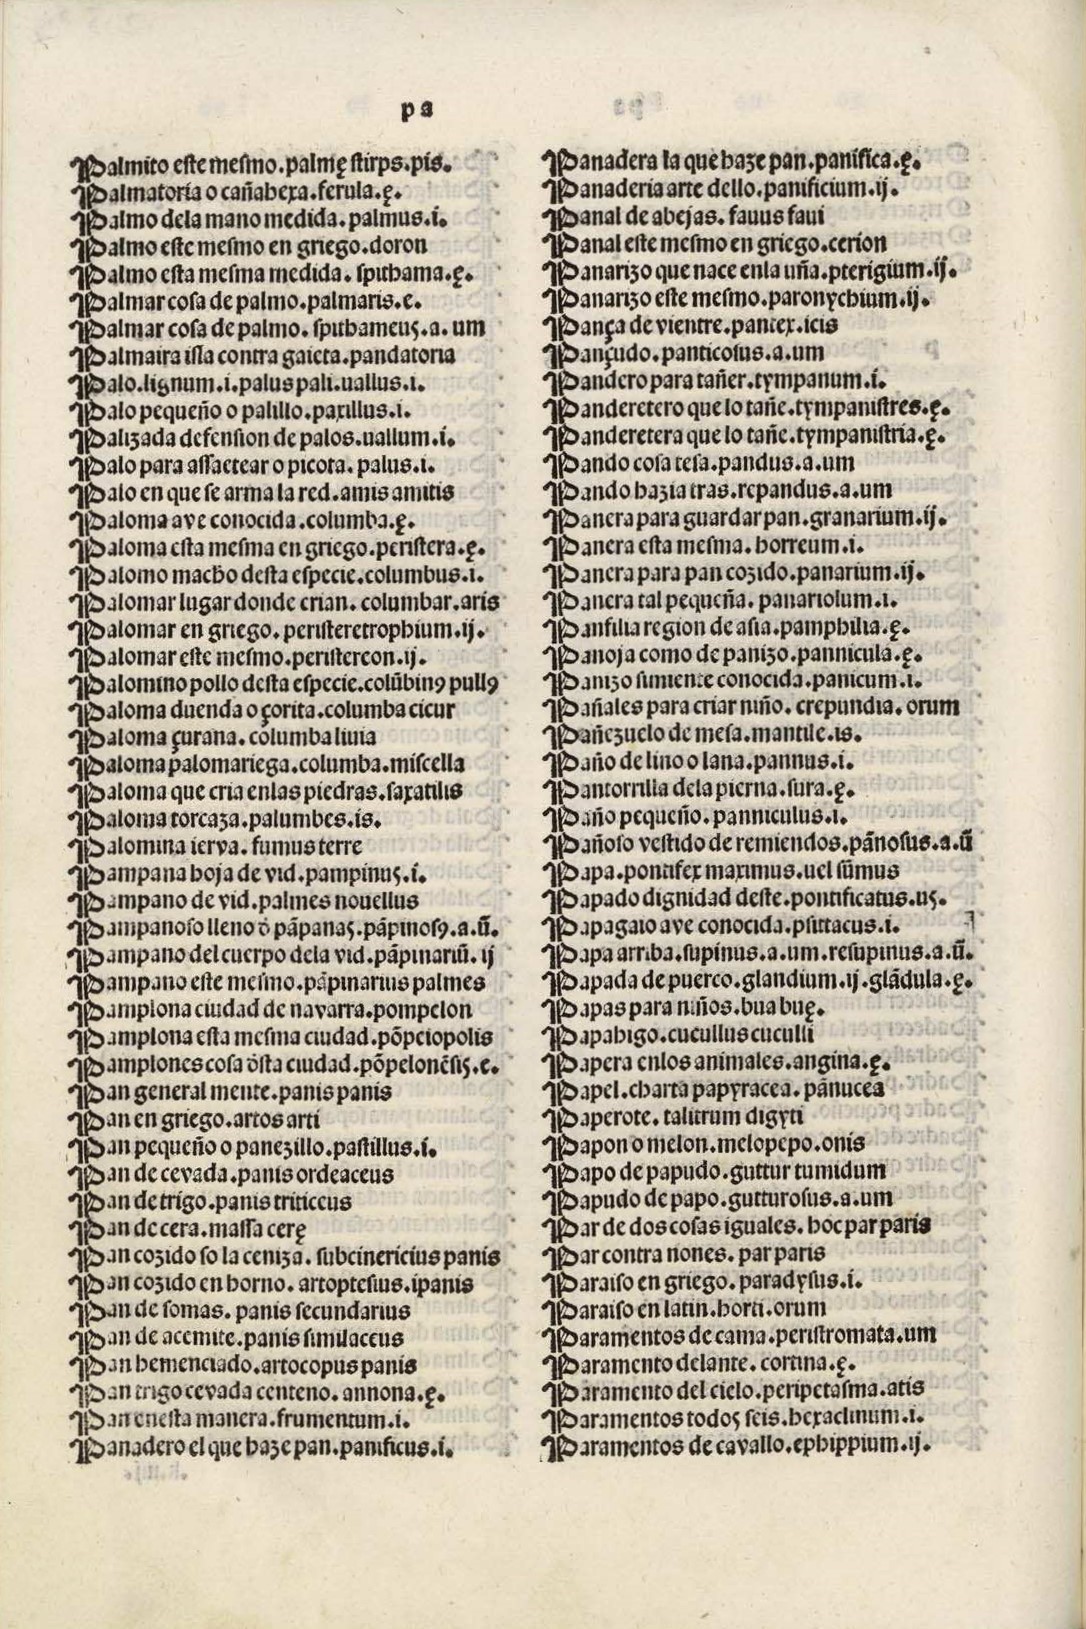 pa
Palmito este mesmo.palmę stirps.pis.
Palmatoria o cañahexa.ferula.ę.
Palmo dela mano medida.palmus.i.
Palmo este mesmo en griego.doron
Palmo esta mesma medida.spithama.ę.
Palmar cosa de palmo.palmaris.e.
Palmar cosa de palmo.spithameus.a.um
Palmaira isla contra gaieta.pandatoria
Palo.lignum.i.palus pali.uallus.i.
Palo pequeño o palillo.paxillus.i.
Palizada defension de palos.uallum.i.
Palo para assaetear o picota.palus.i.
Palo en que se arma la red.amis amitis
Paloma ave conocida.columba.ę.
Paloma esta mesma en griego.peristera.ę.
Palomo macho desta especie.columbus.i.
Palomar lugar donde crian.columbar.aris
Palomar en griego.peristeretrophium.ij.
Palomar este mesmo.peristereon.ij.
Palomino pollo desta especie.colũbinꝰ pullꝰ
Paloma duenda o çorita.columba cicur
Paloma çurana.columba liuia
Paloma palomariega.columba.miscella
Paloma que cria enlas piedras.saxatilis
Paloma torcaza.palumbes.is.
Palomina ierva.fumus terre
Pampana hoja de vid.pampinus.i.
Pampano de vid.palmes nouellus
Pampanoso lleno õ pãpanas.pãpinosꝰ.a.ũ.
Pampano del cuerpo dela vid.pãpinariũ.ij
Pampano este mesmo.pãpinarius palmes
Pamplona ciudad de navarra.pompelon
Pamplona esta mesma ciudad.põpeiopolis
Pamplones cosa õsta ciudad.põpelonẽsis.e.
Pan general mente.panis panis
Pan en griego.artos arti
Pan pequeño o panezillo.pastillus.i.
Pan de cevada.panis ordeaceus
Pan de trigo.panis triticeus
Pan de cera.massa cerę
Pan cozido so la ceniza.subcinericius panis
Pan cozido en horno.artoptesius.ipanis
Pan de somas.panis secundarius
Pan de acemite.panis similaceus
Pan hemenciado.artocopus panis
Pan trigo cevada centeno.annona.ę.
Pan enesta manera.frumentum.i.
Panadero el que haze pan.panificus.i.
Panadera la que haze pan.panifica.ę.
Panaderia arte dello.panificium.ij.
Panal de abejas.fauus faui
Panal este mesmo en griego.cerion
Panarizo que nace enla uña.pterigium.ij.
Panarizo este mesmo.paronychium.ij.
Pança de vientre.pantex.icis
Pançudo.panticosus.a.um
Pandero para tañer.tympanum.i.
Panderetero que lo tañe.tympanistres.ę.
Panderetera que lo tañe.tympanistria.ę.
Pando cosa tesa.pandus.a.um
Pando hazia tras.repandus.a.um
Panera para guardar pan.granarium.ij.
Panera esta mesma.horreum.i.
Panera para pan cozido.panarium.ij.
Panera tal pequeña.panariolum.i.
Panfilia region de asia.pamphilia.ę.
Panoja como de panizo.pannicula.ę.
Panizo simiente conocida.panicum.i.
Pañales para criar niño.crepundia.orum
Pañezuelo de mesa.mantile.is.
Paño de lino o lana.pannus.i.
Pantorrilla dela pierna.sura.ę.
Paño pequeño.panniculus.i.
Pañoso vestido de remiendos.pãnosus.a.ũ
Papa.pontifex maximus.uel sũmus
Papado dignidad deste.pontificatus.us.
Papagaio ave conocida.psittacus.i.
Papa arriba.supinus.a.um.resupinus.a.ũ.
Papada de puerco.glandium.ij.glãdula.ę.
Papas para niños.bua buę.
Papahigo.cucullus cuculli
Papera enlos animales.angina.ę.
Papel.charta papyracea.pãnucea
Paperote.talitrum digyti
Papon o melon.melopepo.onis
Papo de papudo.guttur tumidum
Papudo de papo.gutturosus.a.um
Par de dos cosas iguales.hoc par paris
Par contra nones.par paris
Paraiso en griego.paradysus.i.
Paraiso en latin.horti.orum
Paramentos de cama.peristromata.um
Paramento delante.cortina.ę.
Paramento del cielo.peripetasma.atis
Paramentos todos seis.hexaclinum.i.
Paramentos de cavallo.ephippium.ij.